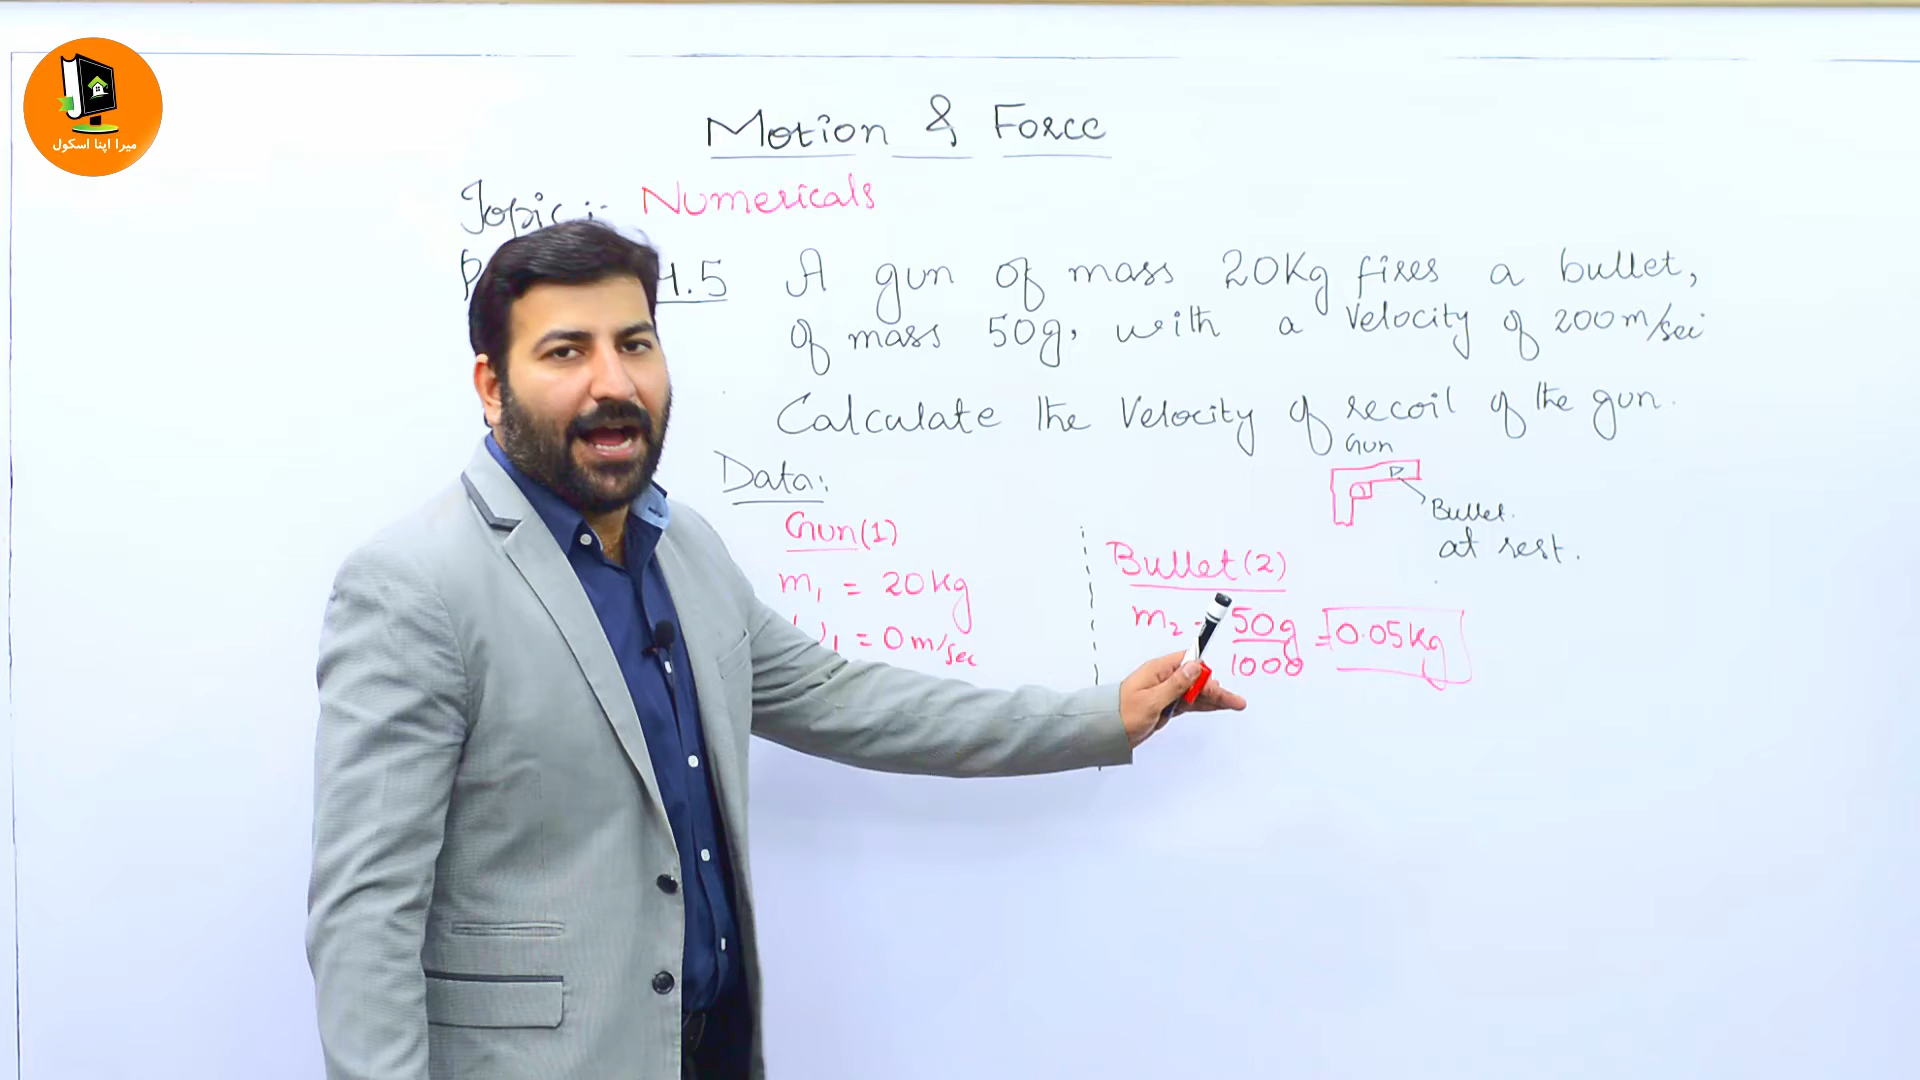 میرا اپنا اسکول
Motion & Force
Topic :- Numericals
4.5 A gun of mass 20Kg fires a bullet,
of mass 50g, with a velocity of 200m/sec
Calculate the velocity of recoil of the gun.
Gun
Bullet.
at rest.
Data:
Gun(1)
m₁ = 20kg
= 0 m/sec
Bullet(2)
m₂ = 50g/1000 = 0.05kg